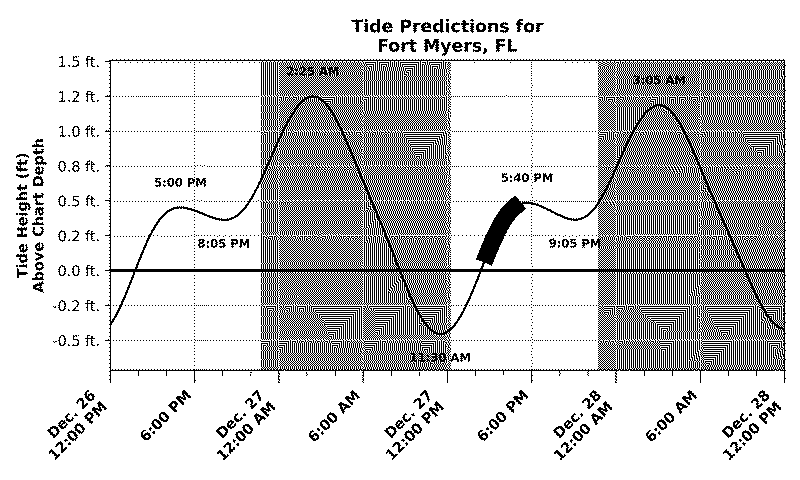 Tide Predictions for
Fort Myers, FL
Tide Height (ft)
Above Chart Depth
1.5 ft.
1.2 ft.
1.0 ft.
0.8 ft.
0.5 ft.
0.2 ft.
0.0 ft.
-0.2 ft.
-0.5 ft.
5:00 PM
8:05 PM
2:25 AM
11:30 AM
5:40 PM
9:05 PM
3:05 AM
Dec. 26
12:00 PM
6:00 PM
Dec. 27
12:00 AM
6:00 AM
Dec. 27
12:00 PM
6:00 PM
Dec. 28
12:00 AM
6:00 AM
Dec. 28
12:00 PM